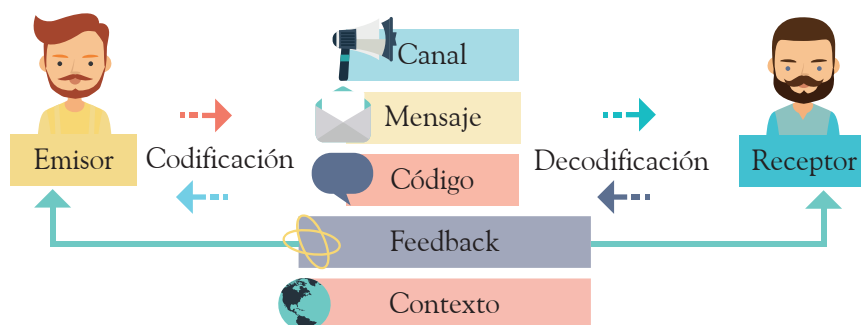 Canal
Mensaje
Emisor
Codificación
Código
Decodificación
Receptor
Feedback
Contexto